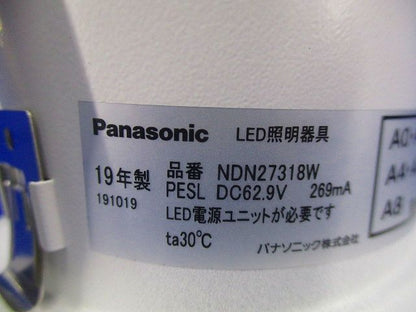 Panasonic LED照明器具
19年製 品番 NDN27318W
191019 PESL DC62.9V 269mA
LED電源ユニットが必要です
ta30℃ パナソニック株式会社
A4
A8